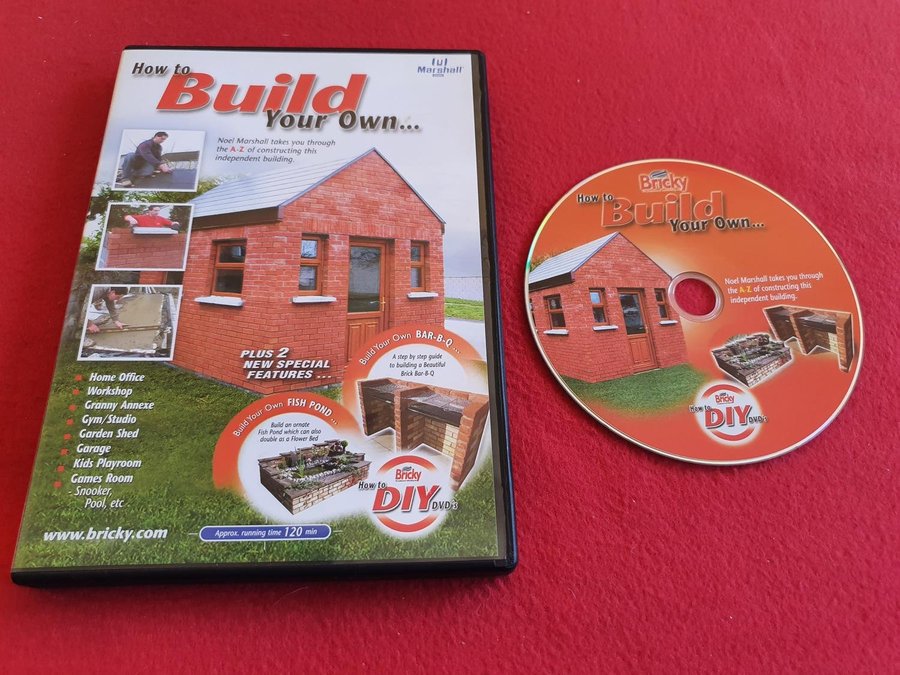 How to
Build
Your Own...
Marshall
Noel Marshall takes you through
the A-Z of constructing this
independent building.
PLUS 2
NEW SPECIAL
FEATURES ...
Home Office
Workshop
Granny Annexe
Gym/Studio
Garden Shed
Garage
Kids Playroom
Games Room
- Snooker,
Pool, etc
Build Your Own BAR-B-Q ...
A step by step guide
to building a Beautiful
Brick Bar-B-Q
Build Your Own FISH POND...
Build an ornate
Fish Pond which can also
double as a Flower Bed
Bricky
How to
DIY
DVD's
www.bricky.com
Approx. running time 120 min
Bricky
How to
Build
Your Own...
Noel Marshall takes you through
the A-Z of constructing this
independent building.
Bricky
How to
DIY
DVD's